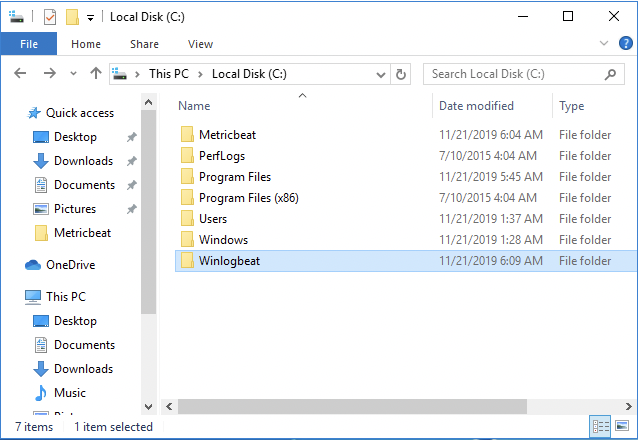 Local Disk (C:)
File Home Share View
This PC Local Disk (C:) Search Local Disk (C:)
Name Date modified Type
Quick access
Desktop
Downloads
Documents
Pictures
Metricbeat
OneDrive
This PC
Desktop
Documents
Downloads
Music
Metricbeat 11/21/2019 6:04 AM File folder
PerfLogs 7/10/2015 4:04 AM File folder
Program Files 11/21/2019 5:45 AM File folder
Program Files (x86) 7/10/2015 4:04 AM File folder
Users 11/21/2019 1:37 AM File folder
Windows 11/21/2019 1:28 AM File folder
Winlogbeat 11/21/2019 6:09 AM File folder
7 items 1 item selected